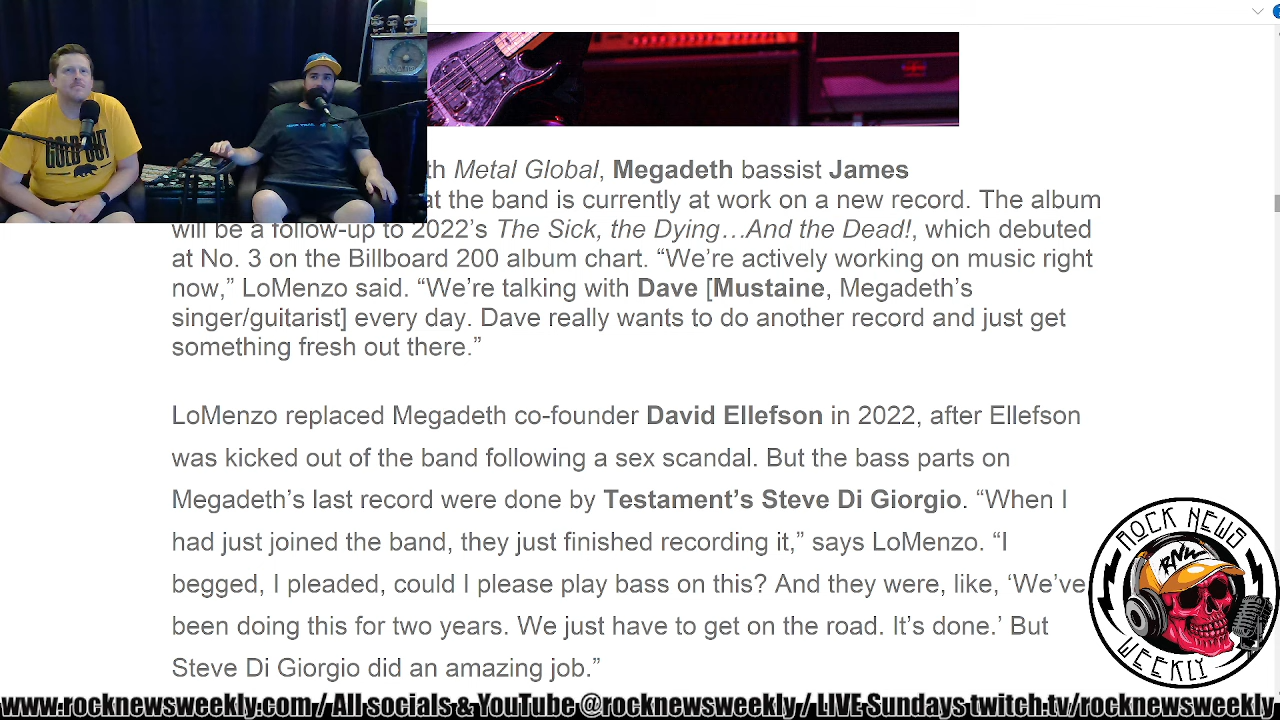 GOLD OUT
th Metal Global, Megadeth bassist James
at the band is currently at work on a new record. The album
will be a follow-up to 2022’s The Sick, the Dying…And the Dead!, which debuted
at No. 3 on the Billboard 200 album chart. “We’re actively working on music right
now,” LoMenzo said. “We’re talking with Dave [Mustaine, Megadeth’s
singer/guitarist] every day. Dave really wants to do another record and just get
something fresh out there.”
LoMenzo replaced Megadeth co-founder David Ellefson in 2022, after Ellefson
was kicked out of the band following a sex scandal. But the bass parts on
Megadeth’s last record were done by Testament’s Steve Di Giorgio. “When I
had just joined the band, they just finished recording it,” says LoMenzo. “I
begged, I pleaded, could I please play bass on this? And they were, like, ‘We’ve
been doing this for two years. We just have to get on the road. It’s done.’ But
Steve Di Giorgio did an amazing job.”
ROCK NEWS
RNW
WEEKLY
www.rocknewsweekly.com / All socials & YouTube @rocknewsweekly / LIVE Sundays twitch.tv/rocknewsweekly